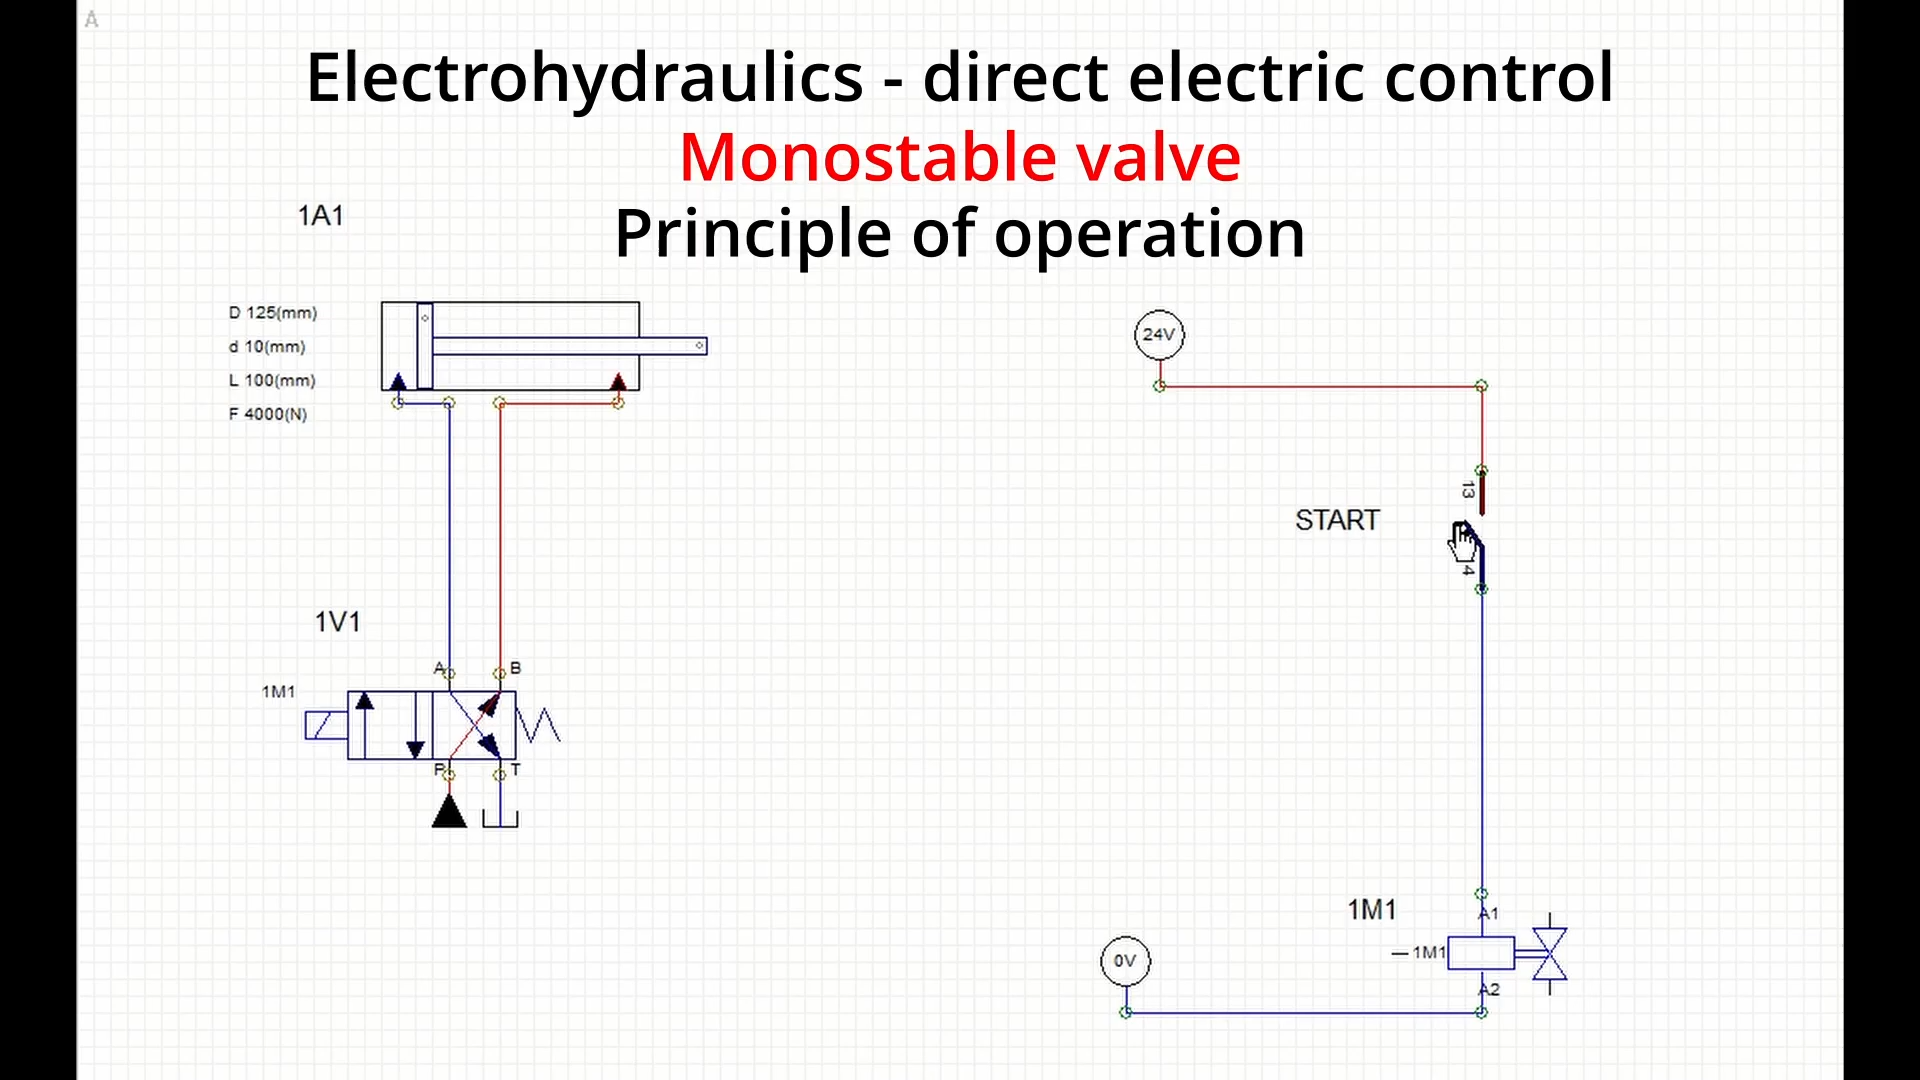 A
Electrohydraulics - direct electric control
Monostable valve
Principle of operation
1A1
D 125(mm)
d 10(mm)
L 100(mm)
F 4000(N)
24V
13
START
4
1V1
A
B
1M1
P
T
1M1
A1
— 1M1
A2
0V